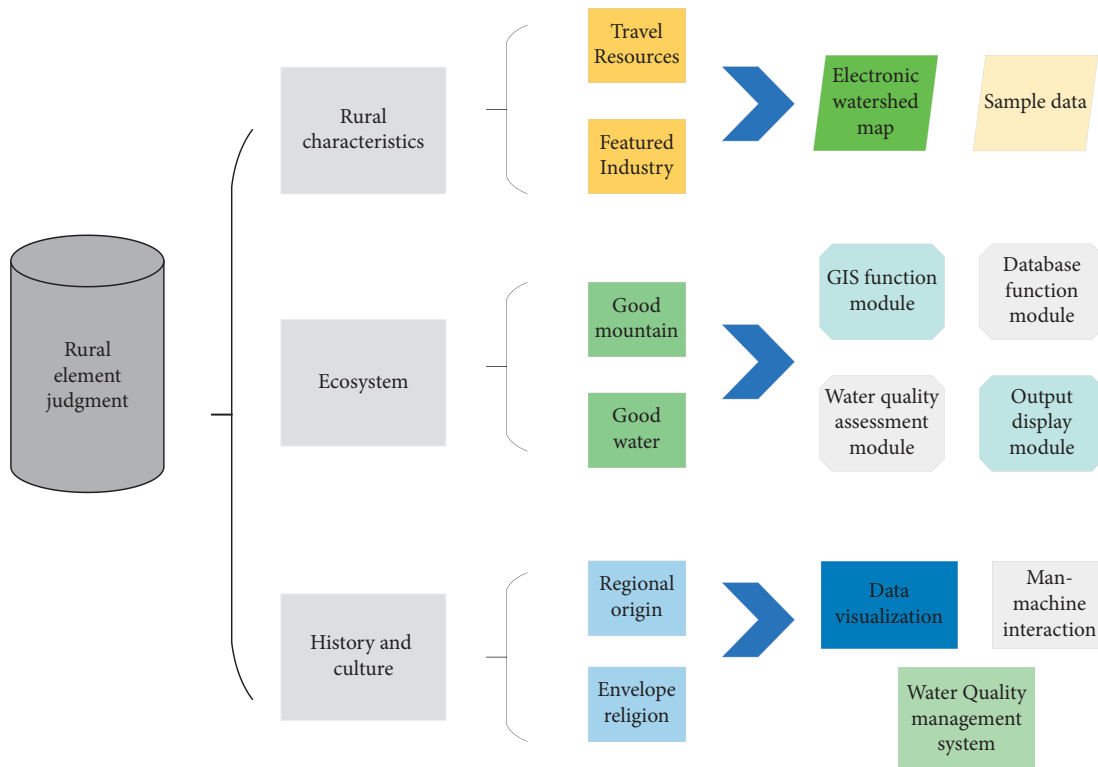 Rural
element
judgment
Rural
characteristics
Travel
Resources
Featured
Industry
Electronic
watershed
map
Sample data
Ecosystem
Good
mountain
Good
water
GIS function
module
Database
function
module
Water quality
assessment
module
Output
display
module
History and
culture
Regional
origin
Envelope
religion
Data
visualization
Man-
machine
interaction
Water Quality
management
system